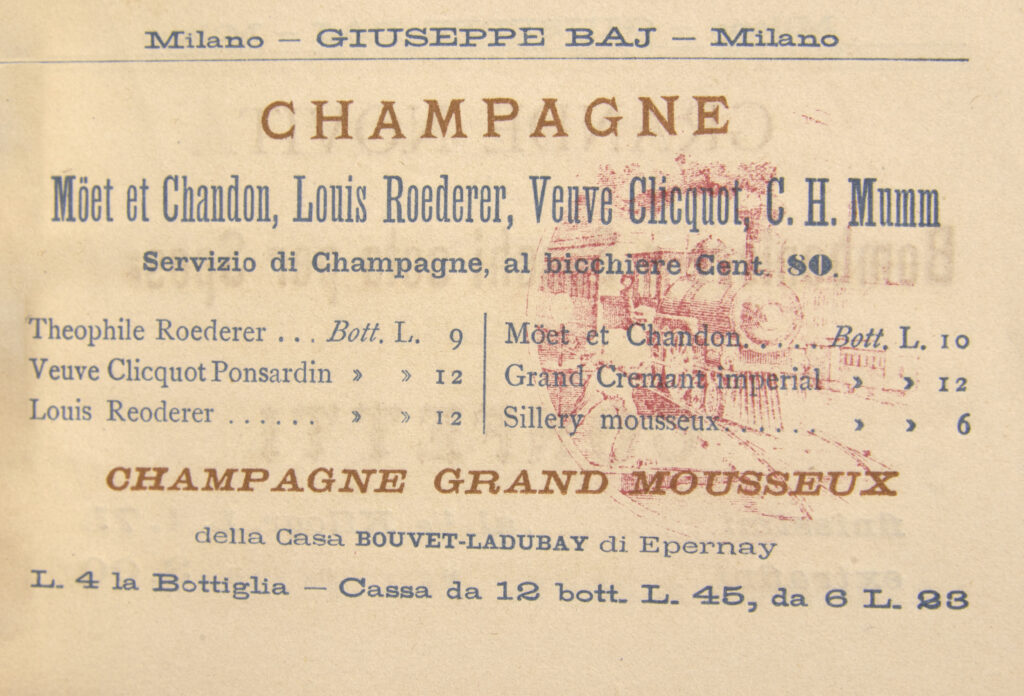 Milano — GIUSEPPE BAJ — Milano
CHAMPAGNE
Möet et Chandon, Louis Roederer, Veuve Clicquot, C. H. Mumm
Servizio di Champagne, al bicchiere Cent. 80.
Theophile Roederer ... Bott. L. 9
Veuve Clicquot Ponsardin » » 12
Louis Reoderer ...... » » 12
Möet et Chandon..... Bott. L. 10
Grand Cremant imperial » » 12
Sillery mousseux....... » » 6
CHAMPAGNE GRAND MOUSSEUX
della Casa BOUVET-LADUBAY di Epernay
L. 4 la Bottiglia — Cassa da 12 bott. L. 45, da 6 L. 23